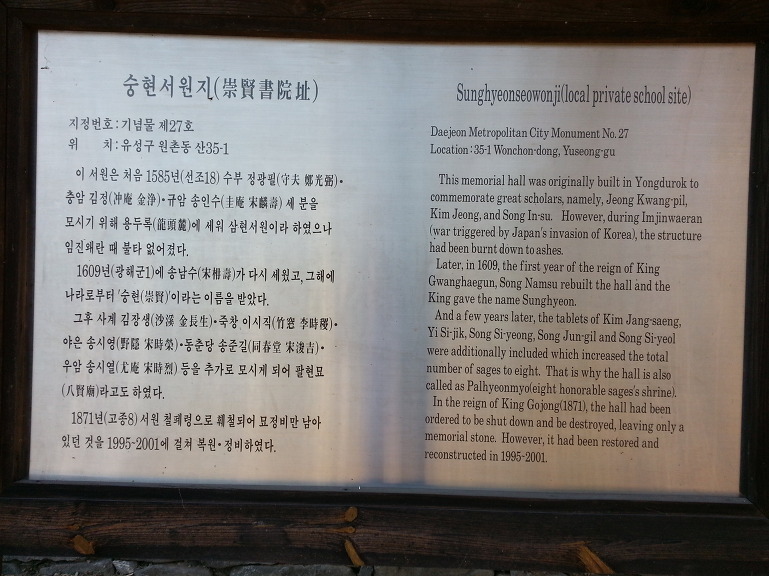 숭현서원지(崇賢書院址)
지정번호:기념물 제27호
위 치:유성구 원촌동 산35-1
이 서원은 처음 1585년(선조18) 수부 정광필(守夫 鄭光弼)·
충암 김정(冲庵 金淨)·규암 송인수(圭庵 宋麟壽) 세 분을
모시기 위해 용두록(龍頭麓)에 세워 삼현서원이라 하였으나
임진왜란 때 불타 없어졌다.
1609년(광해군1)에 송남수(宋枏壽)가 다시 세웠고, 그해에
나라로부터 '숭현(崇賢)'이라는 이름을 받았다.
그후 사계 김장생(沙溪 金長生)·죽창 이시직(竹窓 李時稷)·
야은 송시영(野隱 宋時榮)·동춘당 송준길(同春堂 宋浚吉)·
우암 송시열(尤庵 宋時烈) 등을 추가로 모시게 되어 팔현묘
(八賢廟)라고도 하였다.
1871년(고종8) 서원 철폐령으로 훼철되어 묘정비만 남아
있던 것을 1995-2001에 걸쳐 복원·정비하였다.
Sunghyeonseowonji(local private school site)
Daejeon Metropolitan City Monument No. 27
Location : 35-1 Wonchon-dong, Yuseong-gu
This memorial hall was originally built in Yongdurok to
commemorate great scholars, namely, Jeong Kwang-pil,
Kim Jeong, and Song In-su. However, during Imjinwaeran
(war triggered by Japan's invasion of Korea), the structure
had been burnt down to ashes.
Later, in 1609, the first year of the reign of King
Gwanghaegun, Song Namsu rebuilt the hall and the
King gave the name Sunghyeon.
And a few years later, the tablets of Kim Jang-saeng,
Yi Si-jik, Song Si-yeong, Song Jun-gil and Song Si-yeol
were additionally included which increased the total
number of sages to eight. That is why the hall is also
called as Palhyeonmyo(eight honorable sages's shrine).
In the reign of King Gojong(1871), the hall had been
ordered to be shut down and be destroyed, leaving only a
memorial stone. However, it had been restored and
reconstructed in 1995-2001.